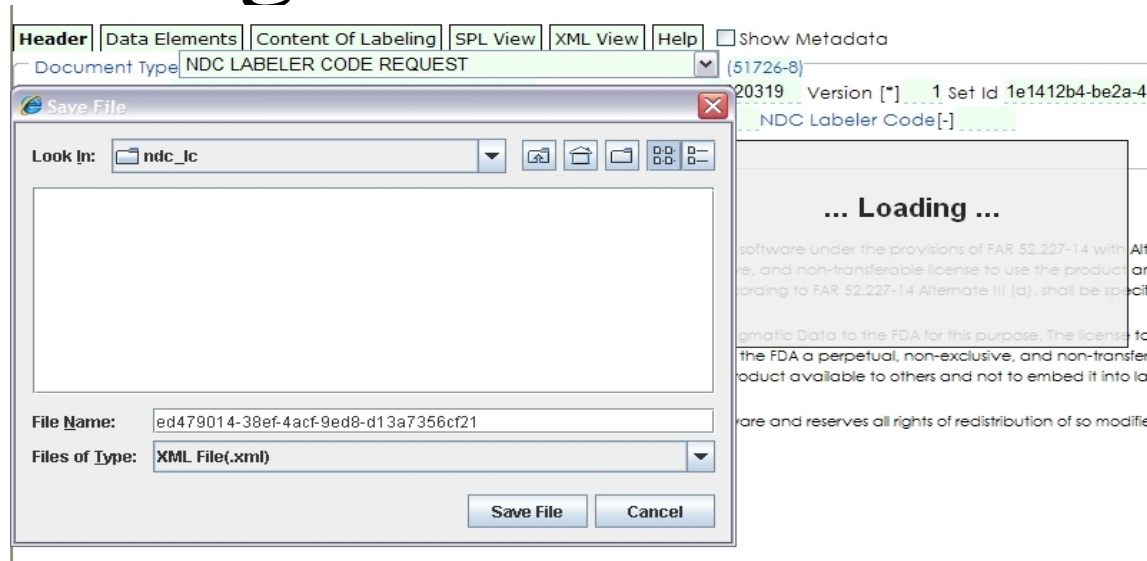 Header Data Elements Content Of Labeling SPL View XML View Help Show Metadata
Document Type NDC LABELER CODE REQUEST (51726-8)
20319 Version [*] 1 Set Id 1e1412b4-be2a-4
NDC Labeler Code[-]
Save File
Look In: ndc_lc
... Loading ...
software under the provisions of FAR 52.227-14 with Alt
re, and non-transferable license to use the product an
cording to FAR 52.227-14 Alternate III (d), shall be specif
gmatic Data to the FDA for this purpose. The license to
the FDA a perpetual, non-exclusive, and non-transfer
roduct available to others and not to embed it into la
are and reserves all rights of redistribution of so modifie
File Name: ed479014-38ef-4acf-9ed8-d13a7356cf21
Files of Type: XML File(.xml)
Save File Cancel